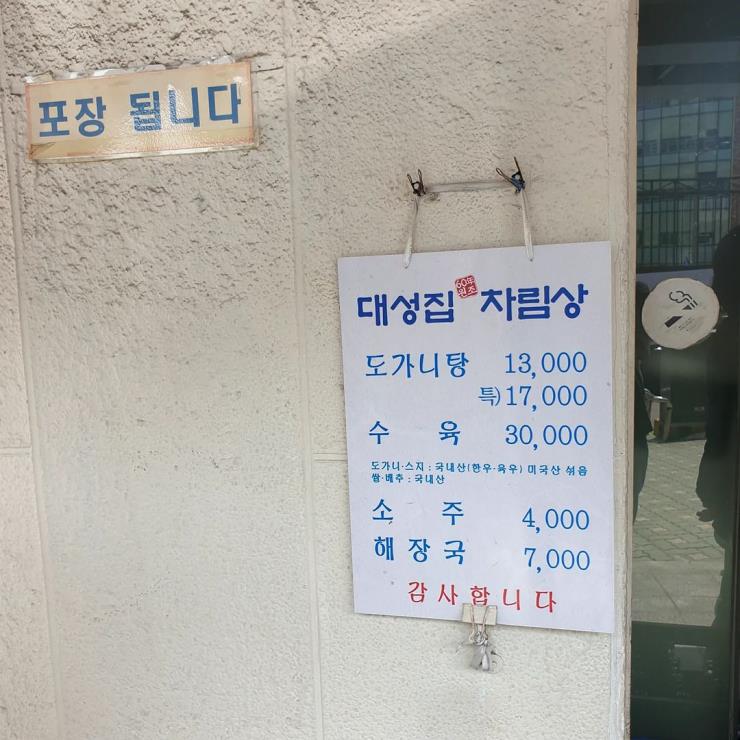 포장 됩니다
대성집 60年 원조 차림상
도가니탕 13,000
특) 17,000
수 육 30,000
도가니·스지 : 국내산(한우·육우) 미국산 섞음
쌀·배추 : 국내산
소 주 4,000
해장국 7,000
감사합니다